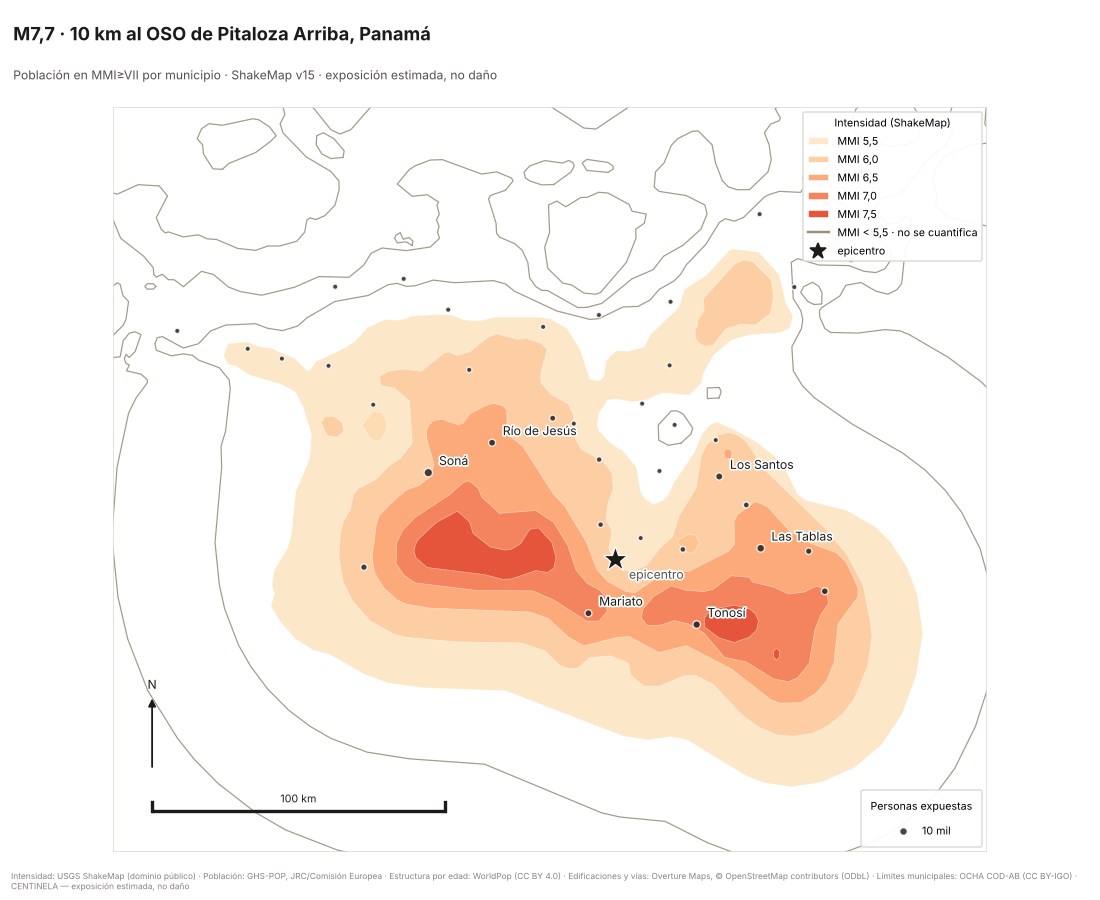 M7,7 · 10 km al OSO de Pitaloza Arriba, Panamá
Población en MMI≥VII por municipio · ShakeMap v15 · exposición estimada, no daño
Intensidad (ShakeMap)
MMI 5,5
MMI 6,0
MMI 6,5
MMI 7,0
MMI 7,5
MMI < 5,5 · no se cuantifica
epicentro
Río de Jesús
Soná
Los Santos
Las Tablas
epicentro
Mariato
Tonosí
N
100 km
Personas expuestas
10 mil
Intensidad: USGS ShakeMap (dominio público) · Población: GHS-POP, JRC/Comisión Europea · Estructura por edad: WorldPop (CC BY 4.0) · Edificaciones y vías: Overture Maps, © OpenStreetMap contributors (ODbL) · Límites municipales: OCHA COD-AB (CC BY-IGO) ·
CENTINELA — exposición estimada, no daño